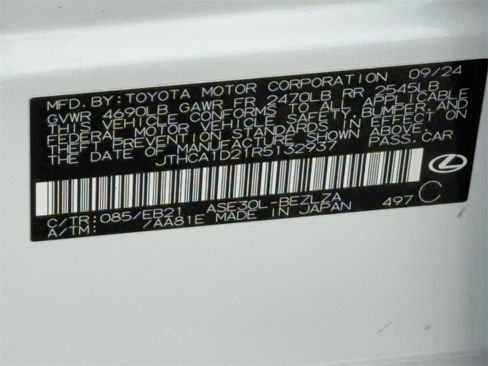 MFD. BY: TOYOTA MOTOR CORPORATION 09/24
GVWR 4690LB GAWR FR 2470LB RR 2545LB
THIS VEHICLE CONFORMS TO ALL APPLICABLE
FEDERAL MOTOR VEHICLE SAFETY, BUMPER, AND
THEFT PREVENTION STANDARDS IN EFFECT ON
THE DATE OF MANUFACTURE SHOWN ABOVE.
JTHCA1D21R5132937 PASS.CAR
C/TR: 085/EB21 ASE30L-BEZLZA
A/TM: 7AA81E MADE IN JAPAN 497 C